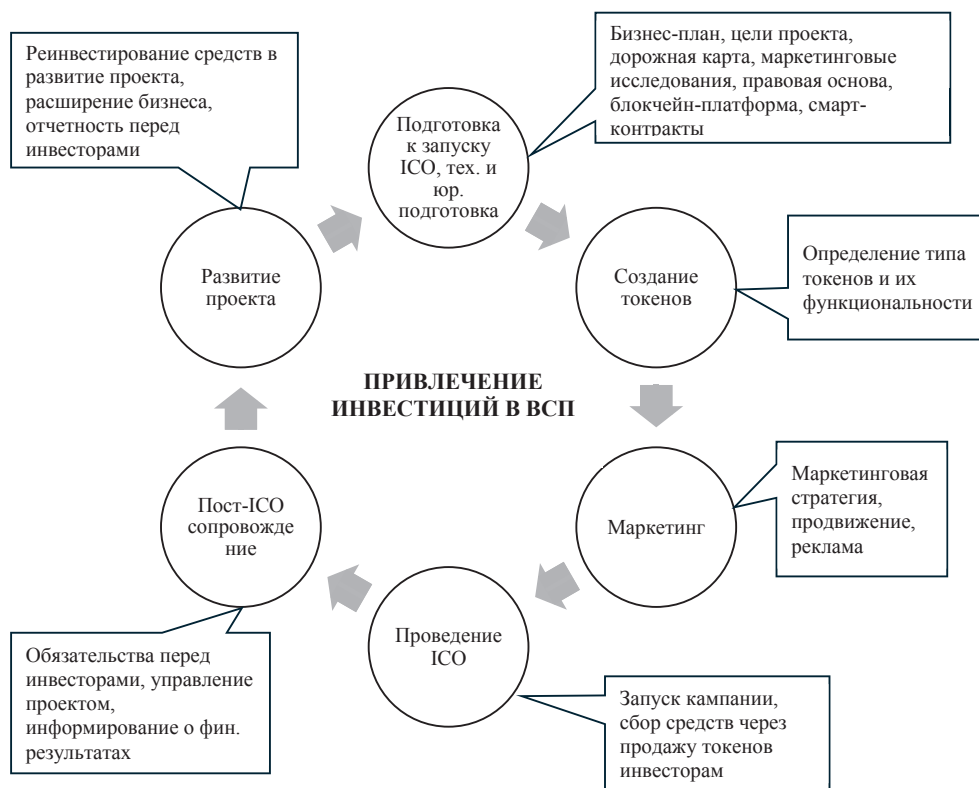 Реинвестирование средств в
развитие проекта,
расширение бизнеса,
отчетность перед
инвесторами
Бизнес-план, цели проекта,
дорожная карта, маркетинговые
исследования, правовая основа,
блокчейн-платформа, смарт-
контракты
Подготовка
к запуску
ICO, тех. и
юр.
подготовка
Развитие
проекта
Создание
токенов
Определение типа
токенов и их
функциональности
ПРИВЛЕЧЕНИЕ
ИНВЕСТИЦИЙ В ВСП
Пост-ICO
сопровожде
ние
Маркетинг
Маркетинговая
стратегия,
продвижение,
реклама
Проведение
ICO
Обязательства перед
инвесторами, управление
проектом,
информирование о фин.
результатах
Запуск кампании,
сбор средств через
продажу токенов
инвесторам